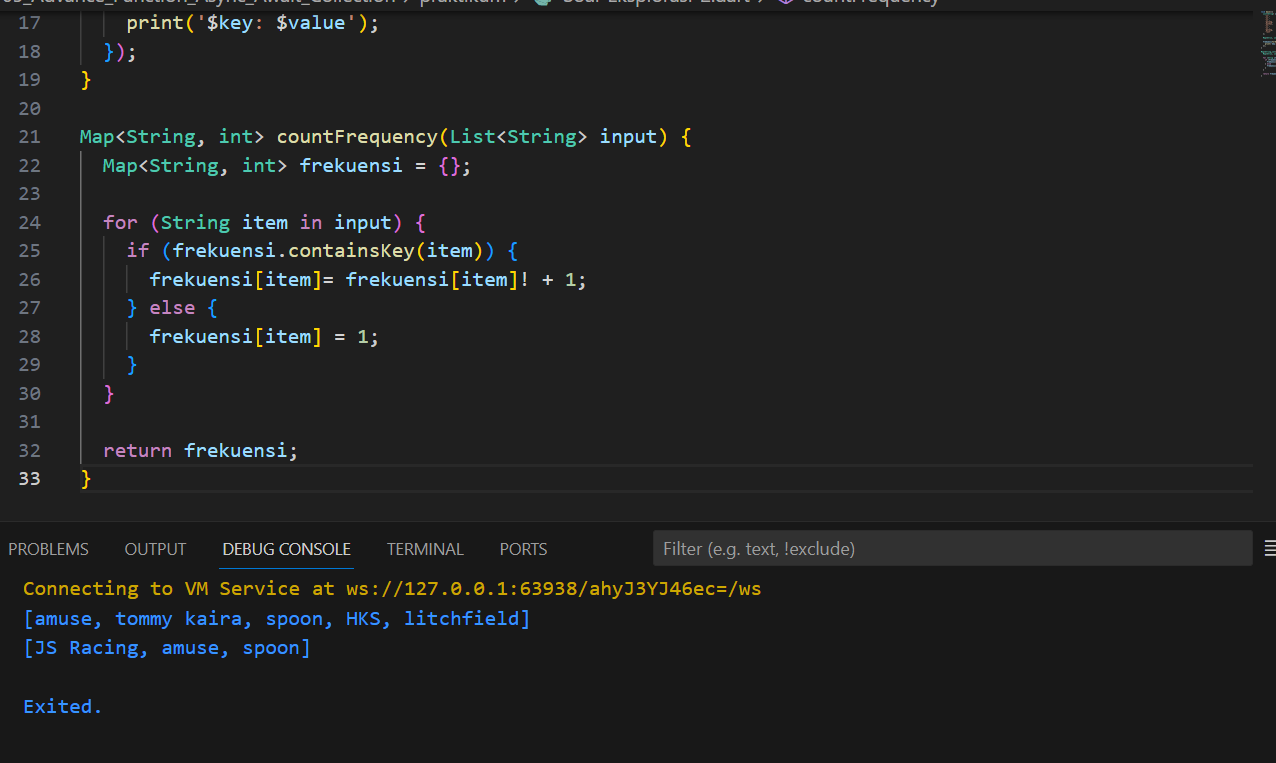 03_Advance_Function_Async_Await_Collection > praktikum > Soal Eksplorasi 2.dart > countFrequency
17 print('$key: $value');
18 });
19 }
20
21 Map<String, int> countFrequency(List<String> input) {
22 Map<String, int> frekuensi = {};
23
24 for (String item in input) {
25 if (frekuensi.containsKey(item)) {
26 frekuensi[item]= frekuensi[item]! + 1;
27 } else {
28 frekuensi[item] = 1;
29 }
30 }
31
32 return frekuensi;
33 }
PROBLEMS OUTPUT DEBUG CONSOLE TERMINAL PORTS Filter (e.g. text, !exclude)
Connecting to VM Service at ws://127.0.0.1:63938/ahyJ3YJ46ec=/ws
[amuse, tommy kaira, spoon, HKS, litchfield]
[JS Racing, amuse, spoon]
Exited.